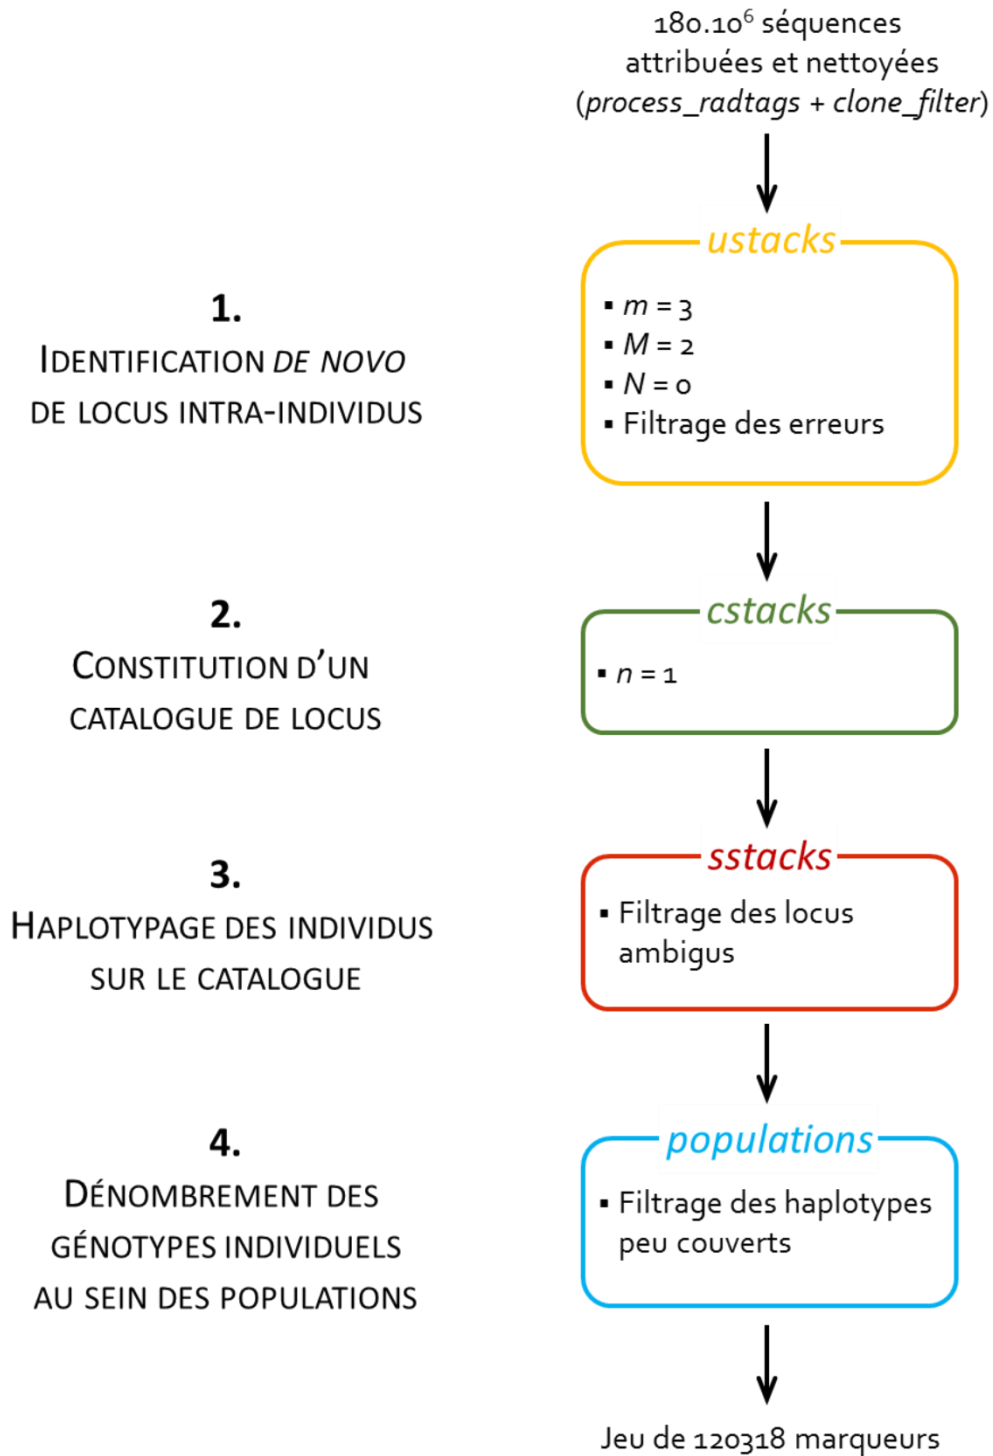 180.10⁶ séquences
attribuées et nettoyées
(process_radtags + clone_filter)
1.
IDENTIFICATION DE NOVO
DE LOCUS INTRA-INDIVIDUS
ustacks
▪ m = 3
▪ M = 2
▪ N = 0
▪ Filtrage des erreurs
2.
CONSTITUTION D’UN
CATALOGUE DE LOCUS
cstacks
▪ n = 1
3.
HAPLOTYPAGE DES INDIVIDUS
SUR LE CATALOGUE
sstacks
▪ Filtrage des locus
ambigus
4.
DÉNOMBREMENT DES
GÉNOTYPES INDIVIDUELS
AU SEIN DES POPULATIONS
populations
▪ Filtrage des haplotypes
peu couverts
Jeu de 120318 marqueurs